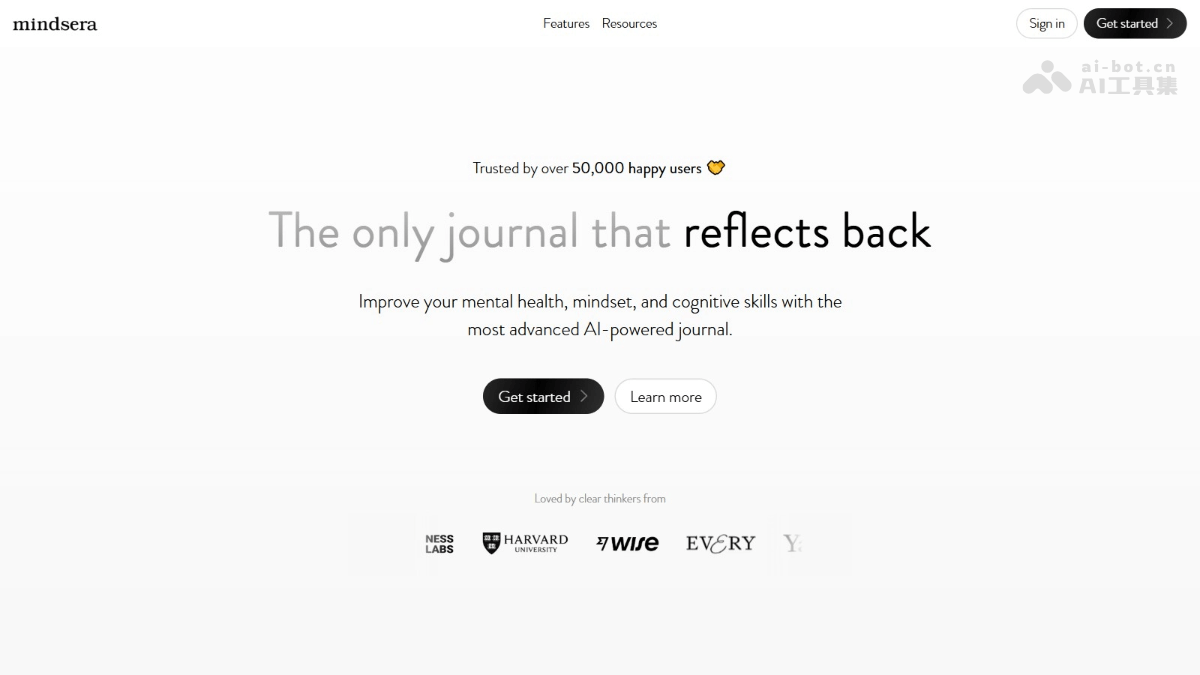 mindsera
Features Resources
Sign in
Get started
ai-bot.cn
AI工具集
Trusted by over 50,000 happy users
The only journal that reflects back
Improve your mental health, mindset, and cognitive skills with the
most advanced AI-powered journal.
Get started
Learn more
Loved by clear thinkers from
NESS
LABS
HARVARD
UNIVERSITY
wise
EVERY